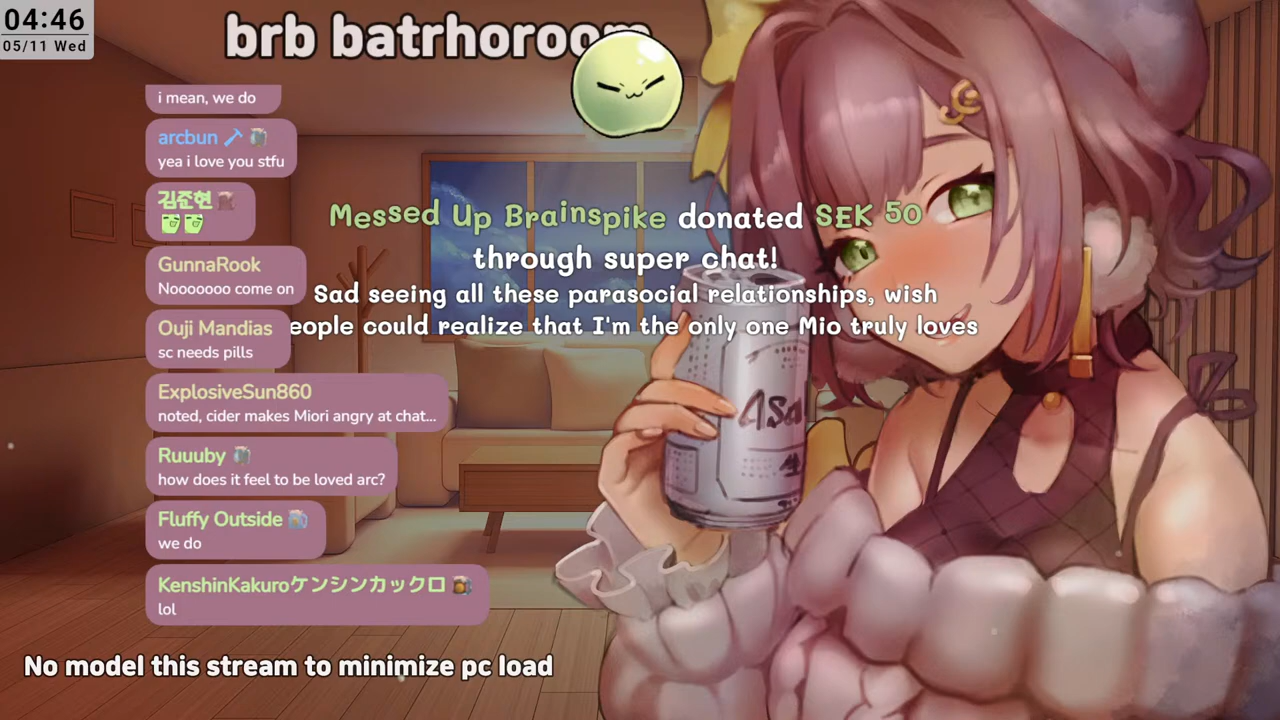 04:46
05/11 Wed
brb batrhoroom
i mean, we do
arcbun
yea i love you stfu
김준현
GunnaRook
Nooooooo come on
Ouji Mandias
sc needs pills
ExplosiveSun860
noted, cider makes Miori angry at chat...
Ruuuby
how does it feel to be loved arc?
Fluffy Outside
we do
KenshinKakuroケンシンカックロ
lol
Messed Up Brainspike donated SEK 50
through super chat!
Sad seeing all these parasocial relationships, wish
eople could realize that I'm the only one Mio truly loves
Asa
No model this stream to minimize pc load